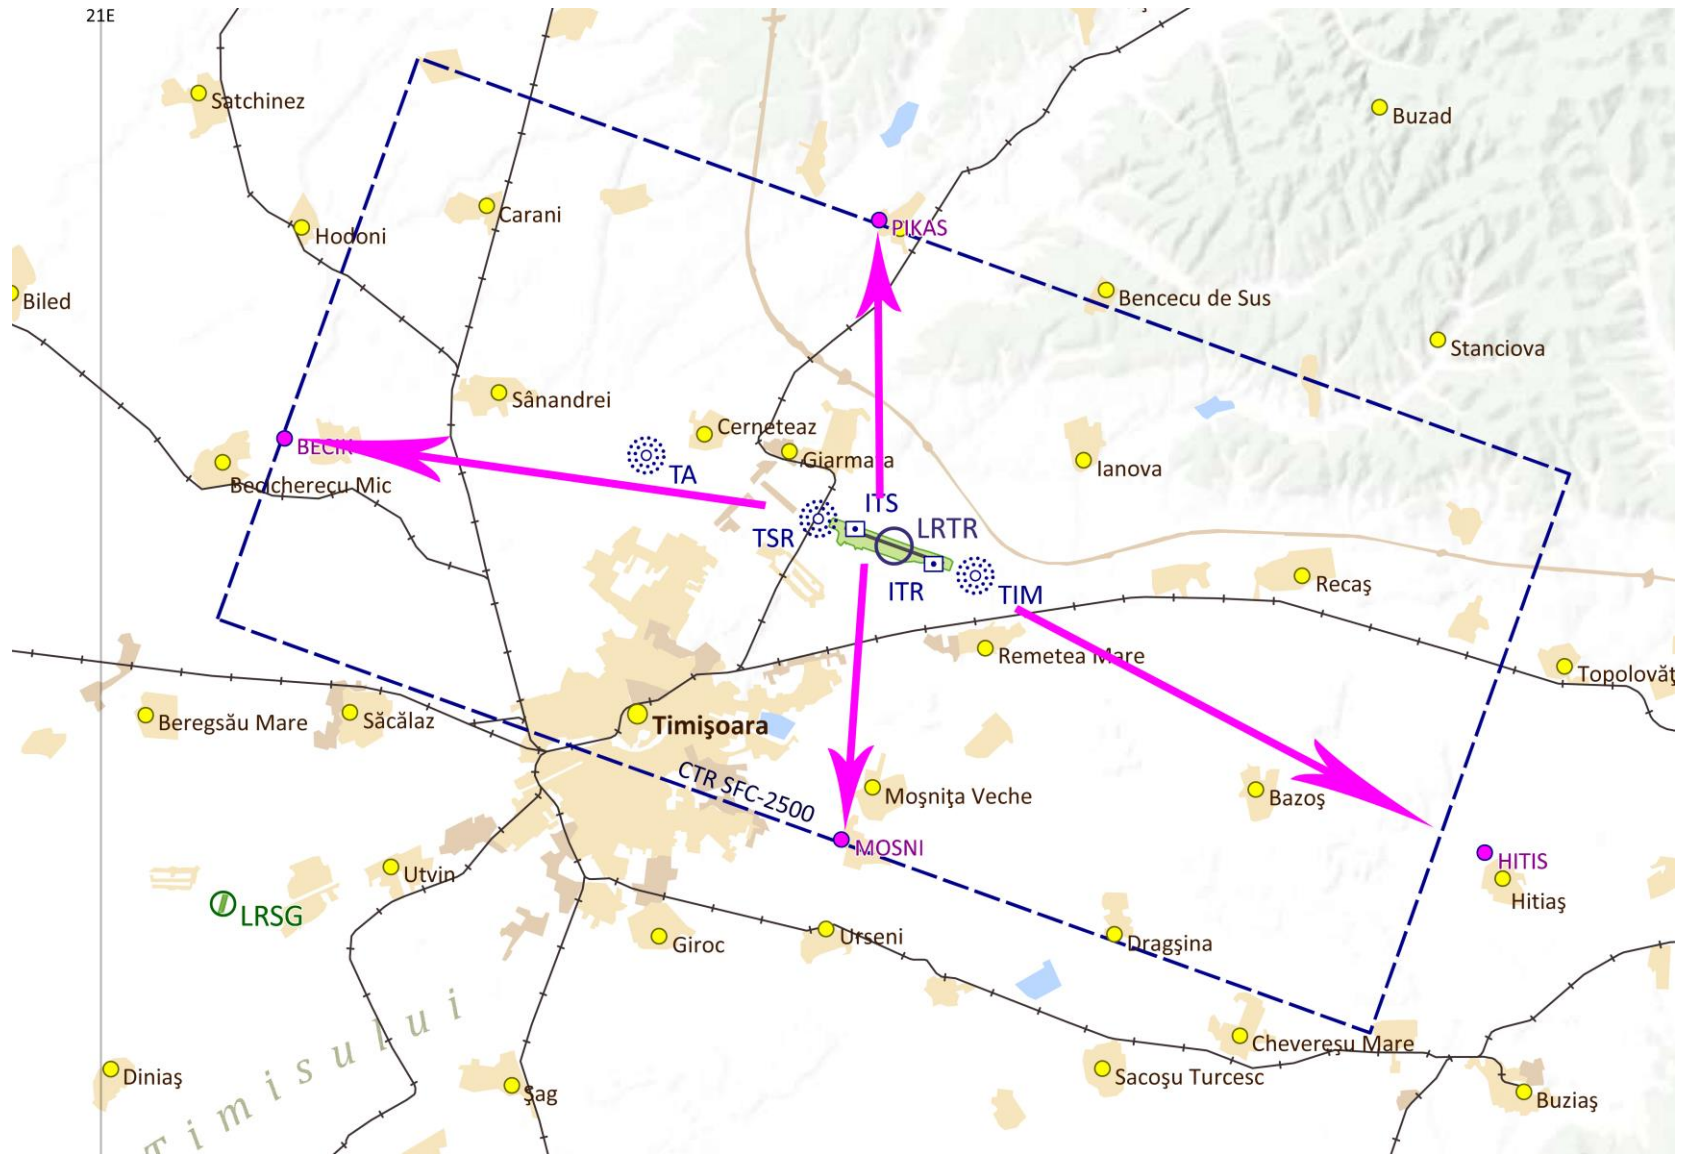 21E
Satchinez
Buzad
Carani
Hodoni
PIKAS
Biled
Bencecu de Sus
Stanciova
Sânandrei
Cerneteaz
BECIK
Giarmata
Ianova
TA
Becicherecu Mic
ITS
TSR
LRTR
ITR
TIM
Recaş
Remetea Mare
Topolovăţ
Beregsău Mare
Săcălaz
Timişoara
CTR SFC-2500
Moşniţa Veche
Bazoş
MOSNI
HITIS
Utvin
Hitiaş
LRSG
Giroc
Urseni
Dragşina
Timisului
Chevereşu Mare
Diniaş
Sacoşu Turcesc
Şag
Buziaş